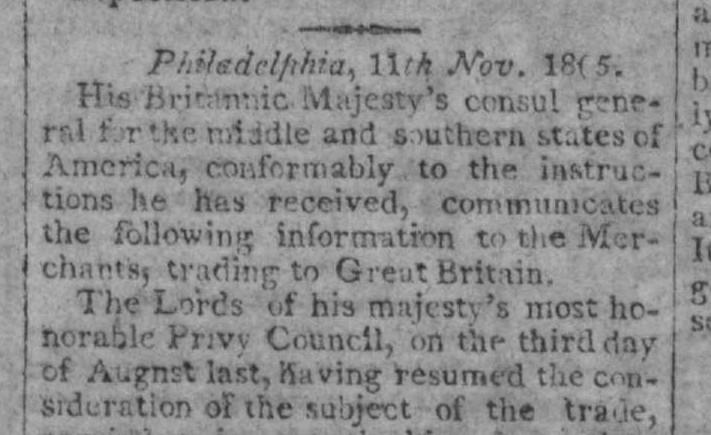 Philadelphia, 11th Nov. 1805.
His Britannic Majesty's consul gene-
ral for the middle and southern states of
America, conformably to the instruc-
tions he has received, communicates
the following information to the Mer-
chants, trading to Great Britain.
The Lords of his majesty's most ho-
norable Privy Council, on the third day
of Augnst last, having resumed the con-
sideration of the subject of the trade,